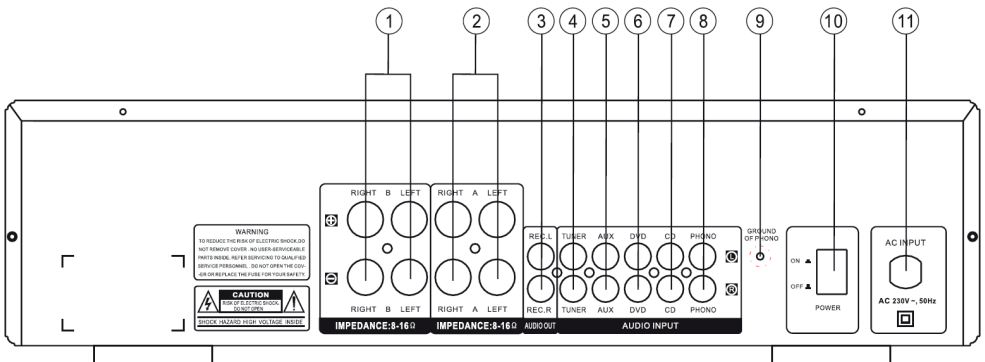 1 2 3 4 5 6 7 8 9 10 11
RIGHT B LEFT RIGHT A LEFT
WARNING
TO REDUCE THE RISK OF ELECTRIC SHOCK.DO
NOT REMOVE COVER . NO USER-SERVICEABLE
PARTS INSIDE. REFER SERVICING TO QUALIFIED
SERVICE PERSONNEL . DO NOT OPEN THE COV-
-ER OR REPLACE THE FUSE FOR YOUR SAFETY.
CAUTION
RISK OF ELECTRIC SHOCK.
DO NOT OPEN
SHOCK HAZARD HIGH VOLTAGE INSIDE
RIGHT B LEFT RIGHT A LEFT
IMPEDANCE:8-16Ω IMPEDANCE:8-16Ω
REC.L TUNER AUX DVD CD PHONO
L
R
REC.R TUNER AUX DVD CD PHONO
AUDIO OUT AUDIO INPUT
GROUND
OF PHONO
ON
OFF
POWER
AC INPUT
AC 230V~, 50Hz